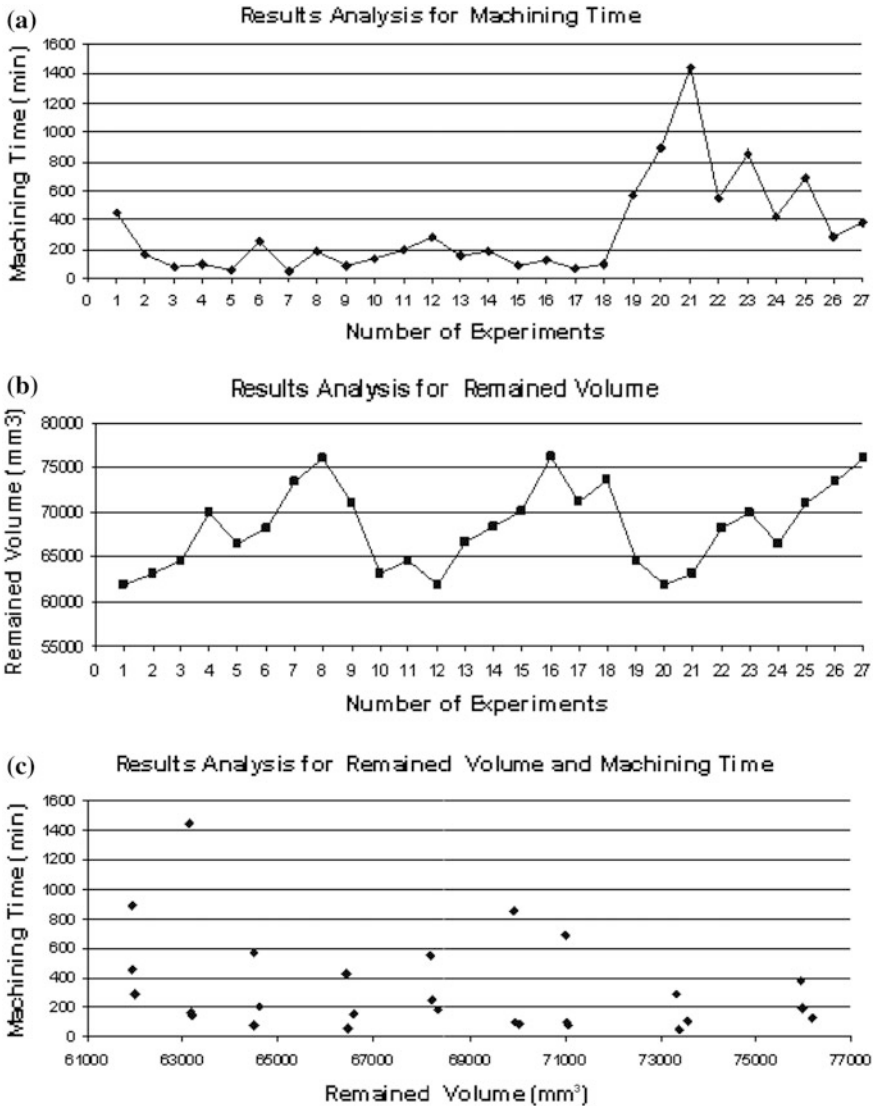 (a)
Results Analysis for Machining Time
Machining Time (min)
1600
1400
1200
1000
800
600
400
200
0
0 1 2 3 4 5 6 7 8 9 10 11 12 13 14 15 16 17 18 19 20 21 22 23 24 25 26 27
Number of Experiments
(b)
Results Analysis for Remained Volume
Remained Volume (mm3)
80000
75000
70000
65000
60000
55000
0 1 2 3 4 5 6 7 8 9 10 11 12 13 14 15 16 17 18 19 20 21 22 23 24 25 26 27
Number of Experiments
(c)
Results Analysis for Remained Volume and Machining Time
Machining Time (min)
1600
1400
1200
1000
800
600
400
200
0
61000 63000 65000 67000 69000 71000 73000 75000 77000
Remained Volume (mm³)